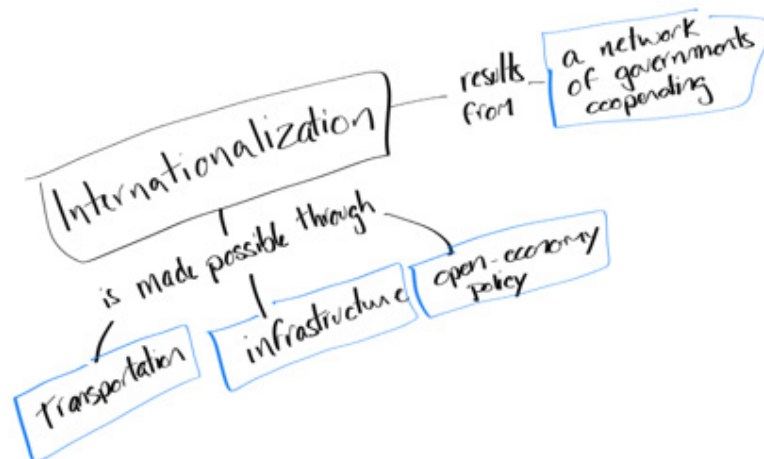 Internationalization
results
from
a network
of governments
cooperating
is made possible through
transportation
infrastructure
open-economy
policy